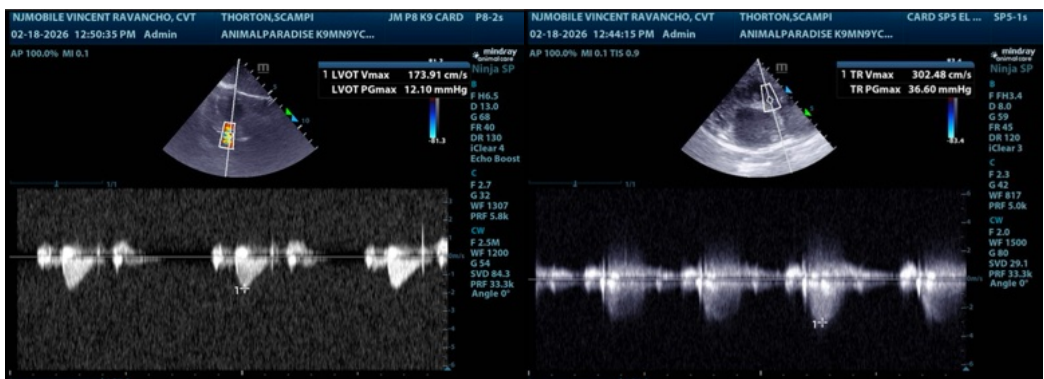 NJMOBILE VINCENT RAVANCHO, CVT THORTON,SCAMPI JM P8 K9 CARD P8-2s
02-18-2026 12:50:35 PM Admin ANIMALPARADISE K9MN9YC...
AP 100.0% MI 0.1
mindray
animal care
Ninja SP
1 LVOT Vmax 173.91 cm/s
LVOT PGmax 12.10 mmHg
B
F H6.5
D 13.0
G 68
FR 40
DR 130
iClear 4
Echo Boost
C
F 2.7
G 32
WF 1307
PRF 5.8k
CW
F 2.5M
WF 1200
G 54
SVD 84.3
PRF 33.3k
Angle 0°
1/1
1
NJMOBILE VINCENT RAVANCHO, CVT THORTON,SCAMPI CARD SP5 EL ... SP5-1s
02-18-2026 12:44:15 PM Admin ANIMALPARADISE K9MN9YC...
AP 100.0% MI 0.1 TIS 0.9
mindray
animal care
Ninja SP
1 TR Vmax 302.48 cm/s
TR PGmax 36.60 mmHg
B
F FH3.4
D 8.0
G 59
FR 45
DR 120
iClear 3
C
F 2.3
G 42
WF 817
PRF 5.0k
CW
F 2.0
WF 1500
G 80
SVD 29.1
PRF 33.3k
Angle 0°
1/1
1